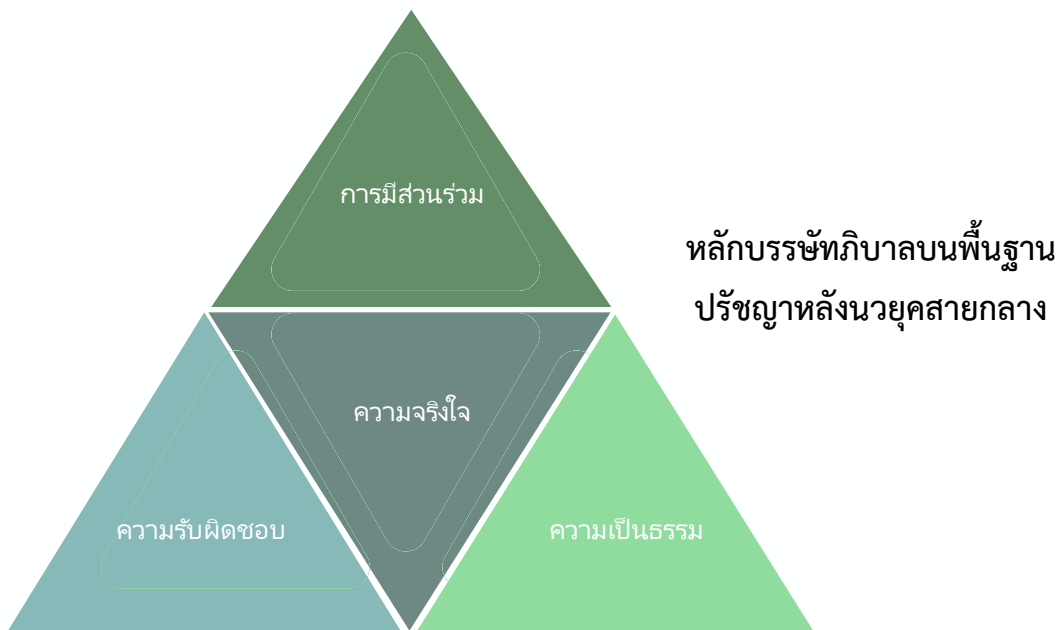 การมีส่วนร่วม
หลักบรรษัทภิบาลบนพื้นฐาน
ปรัชญาหลังนวยุคสายกลาง
ความจริงใจ
ความรับผิดชอบ
ความเป็นธรรม